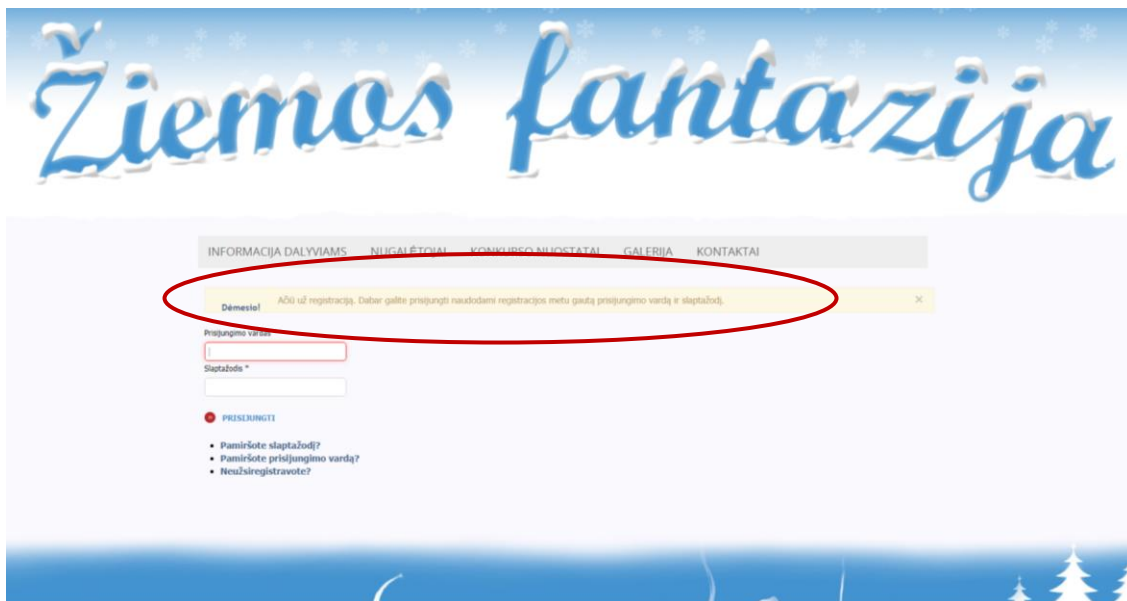 Žiemos fantazija
INFORMACIJA DALYVIAMS NUGALĖTOJAI KONKURSO NUOSTATAI GALERIJA KONTAKTAI
Dėmesio! Ačiū už registraciją. Dabar galite prisijungti naudodami registracijos metu gautą prisijungimo vardą ir slaptažodį. ×
Prisijungimo vardas
Slaptažodis *
PRISIJUNGTI
• Pamiršote slaptažodį?
• Pamiršote prisijungimo vardą?
• Neužsiregistravote?